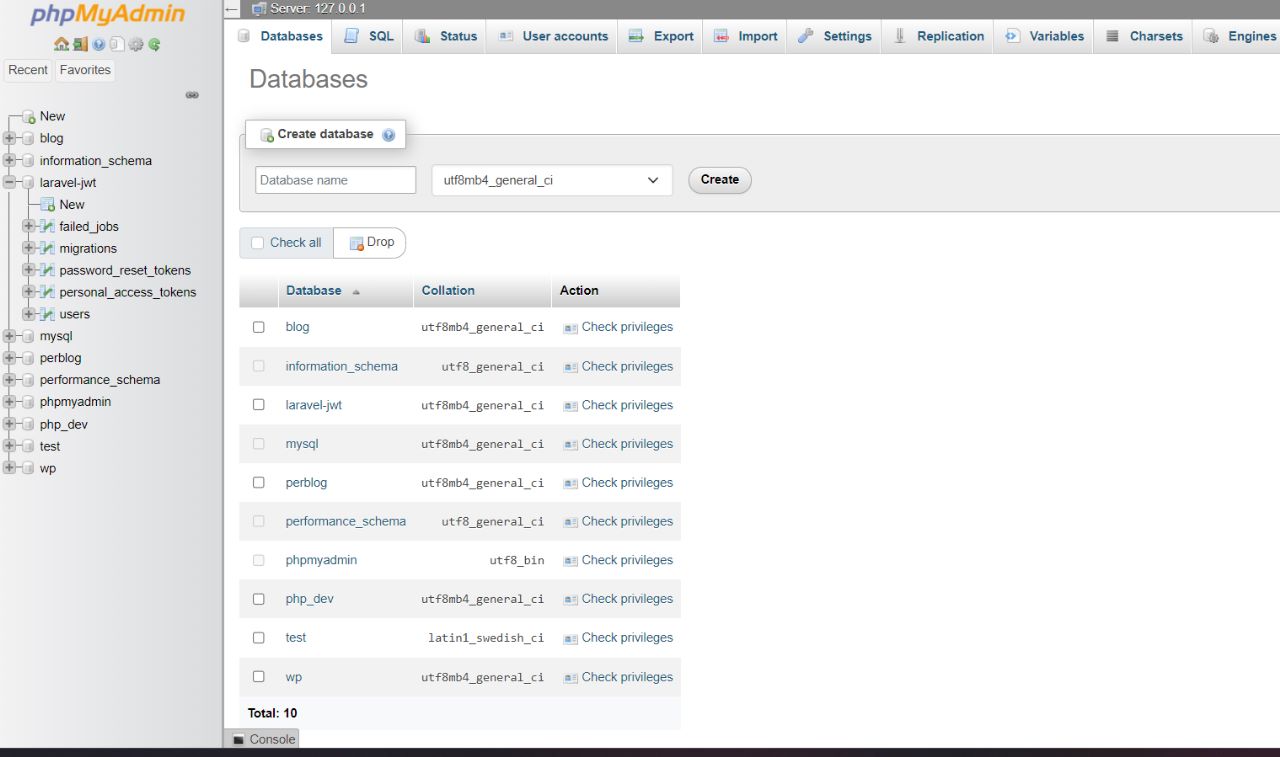 phpMyAdmin
Recent Favorites
New
blog
information_schema
laravel-jwt
New
failed_jobs
migrations
password_reset_tokens
personal_access_tokens
users
mysql
perblog
performance_schema
phpmyadmin
php_dev
test
wp
Server: 127.0.0.1
Databases SQL Status User accounts Export Import Settings Replication Variables Charsets Engines
Databases
Create database
Database name utf8mb4_general_ci Create
Check all Drop
Database Collation Action
blog utf8mb4_general_ci Check privileges
information_schema utf8_general_ci Check privileges
laravel-jwt utf8mb4_general_ci Check privileges
mysql utf8mb4_general_ci Check privileges
perblog utf8mb4_general_ci Check privileges
performance_schema utf8_general_ci Check privileges
phpmyadmin utf8_bin Check privileges
php_dev utf8mb4_general_ci Check privileges
test latin1_swedish_ci Check privileges
wp utf8mb4_general_ci Check privileges
Total: 10
Console